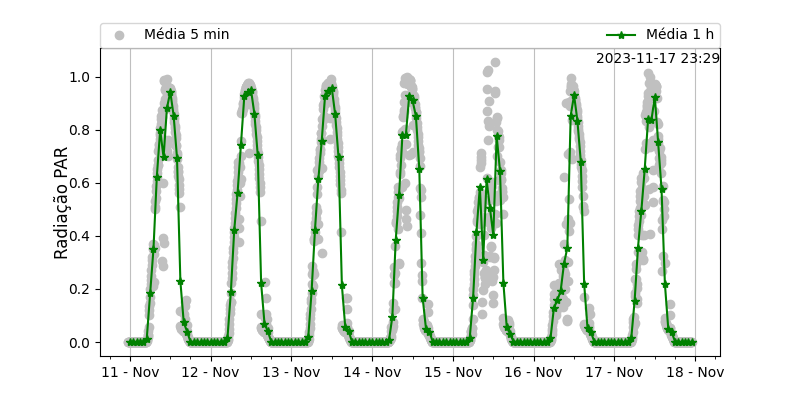 Média 5 min
Média 1 h
2023-11-17 23:29
Radiação PAR
1.0
0.8
0.6
0.4
0.2
0.0
11 - Nov
12 - Nov
13 - Nov
14 - Nov
15 - Nov
16 - Nov
17 - Nov
18 - Nov